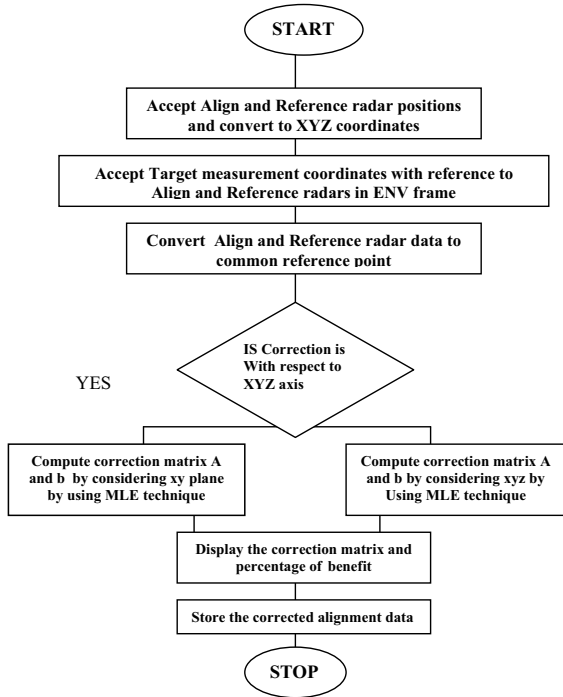 START
Accept Align and Reference radar positions
and convert to XYZ coordinates
Accept Target measurement coordinates with reference to
Align and Reference radars in ENV frame
Convert Align and Reference radar data to
common reference point
IS Correction is
With respect to
XYZ axis
YES
Compute correction matrix A
and b by considering xy plane
by using MLE technique
Compute correction matrix A
and b by considering xyz by
Using MLE technique
Display the correction matrix and
percentage of benefit
Store the corrected alignment data
STOP